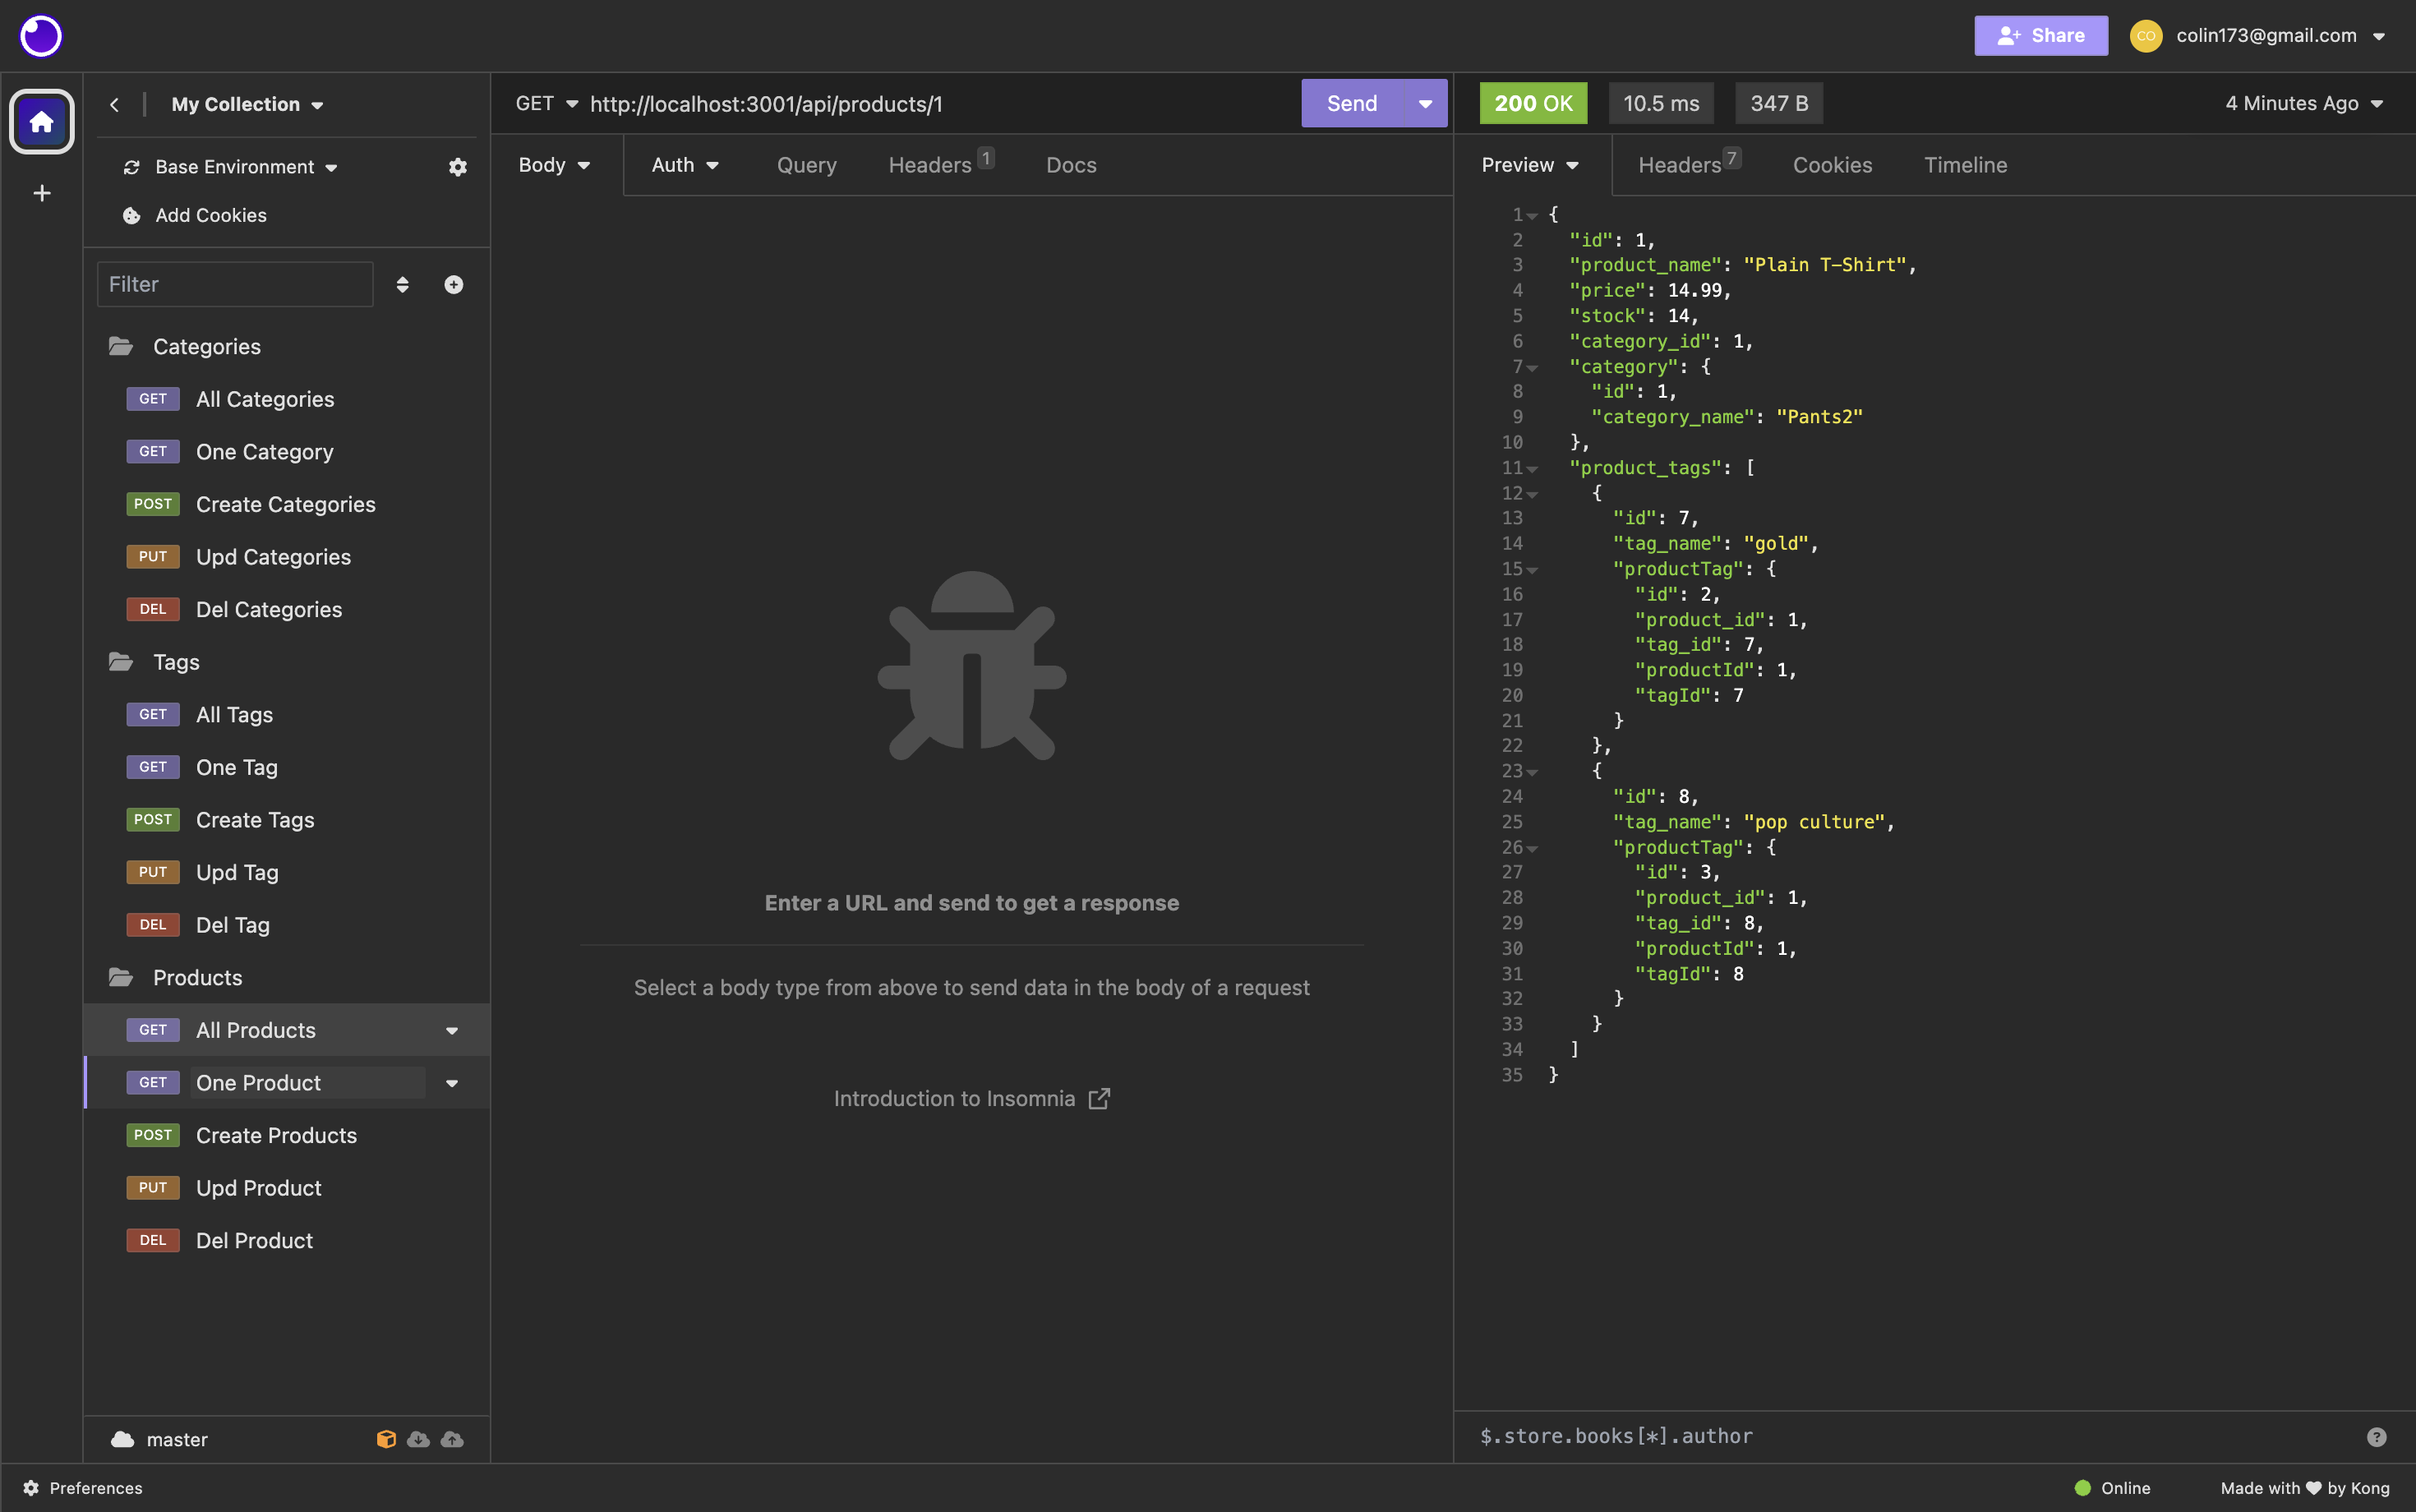 Share
CO
colin173@gmail.com
My Collection
Base Environment
Add Cookies
Filter
Categories
GET All Categories
GET One Category
POST Create Categories
PUT Upd Categories
DEL Del Categories
Tags
GET All Tags
GET One Tag
POST Create Tags
PUT Upd Tag
DEL Del Tag
Products
GET All Products
GET One Product
POST Create Products
PUT Upd Product
DEL Del Product
master
GET http://localhost:3001/api/products/1
Send
Body Auth Query Headers 1 Docs
Enter a URL and send to get a response
Select a body type from above to send data in the body of a request
Introduction to Insomnia
200 OK 10.5 ms 347 B 4 Minutes Ago
Preview Headers 7 Cookies Timeline
1 {
2 "id": 1,
3 "product_name": "Plain T-Shirt",
4 "price": 14.99,
5 "stock": 14,
6 "category_id": 1,
7 "category": {
8 "id": 1,
9 "category_name": "Pants2"
10 },
11 "product_tags": [
12 {
13 "id": 7,
14 "tag_name": "gold",
15 "productTag": {
16 "id": 2,
17 "product_id": 1,
18 "tag_id": 7,
19 "productId": 1,
20 "tagId": 7
21 }
22 },
23 {
24 "id": 8,
25 "tag_name": "pop culture",
26 "productTag": {
27 "id": 3,
28 "product_id": 1,
29 "tag_id": 8,
30 "productId": 1,
31 "tagId": 8
32 }
33 }
34 ]
35 }
$.store.books[*].author
Preferences
Online
Made with ♥ by Kong